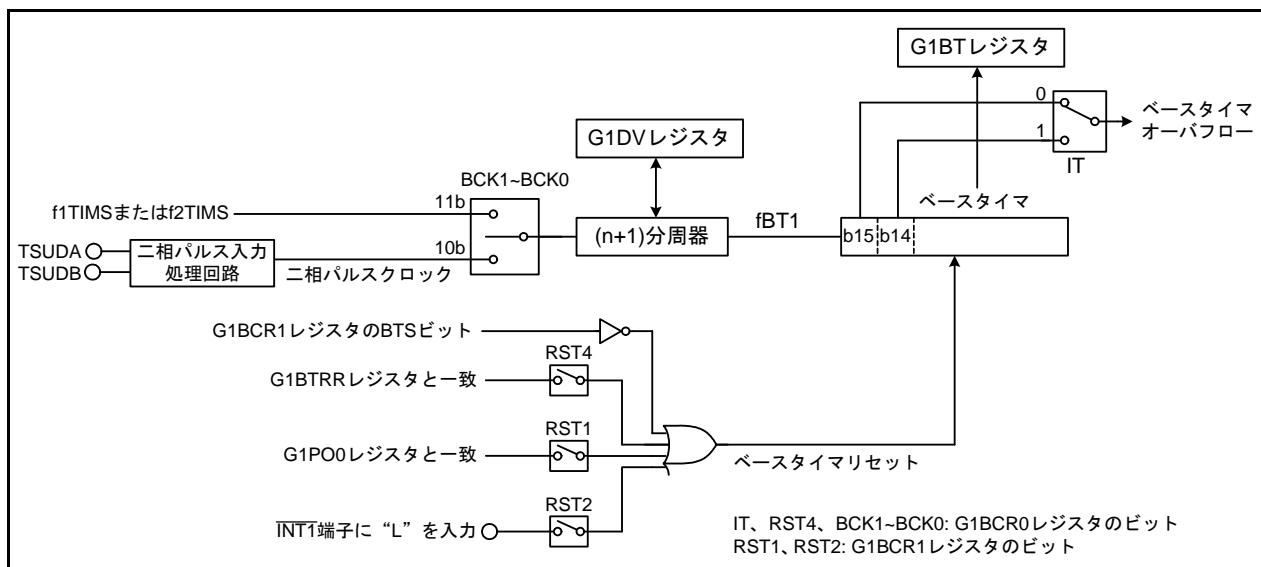 G1BTレジスタ
0
1
IT
ベースタイマ
オーバフロー
G1DVレジスタ
BCK1~BCK0
f1TIMSまたはf2TIMS
11b
10b
TSUDA
TSUDB
二相パルス入力
処理回路
二相パルスクロック
(n+1)分周器
fBT1
ベースタイマ
b15
b14
G1BCR1レジスタのBTSビット
RST4
G1BTRRレジスタと一致
RST1
G1PO0レジスタと一致
RST2
INT1端子に“L”を入力
ベースタイマリセット
IT、RST4、BCK1~BCK0: G1BCR0レジスタのビット
RST1、RST2: G1BCR1レジスタのビット